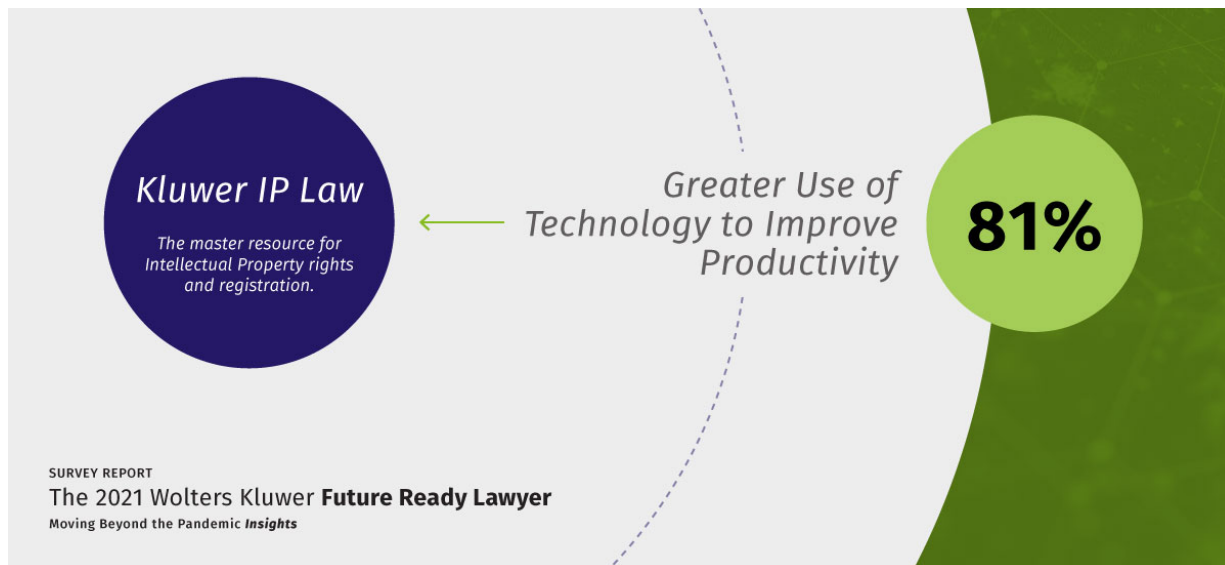 Kluwer IP Law
The master resource for
Intellectual Property rights
and registration.
Greater Use of
Technology to Improve
Productivity
81%
SURVEY REPORT
The 2021 Wolters Kluwer Future Ready Lawyer
Moving Beyond the Pandemic Insights